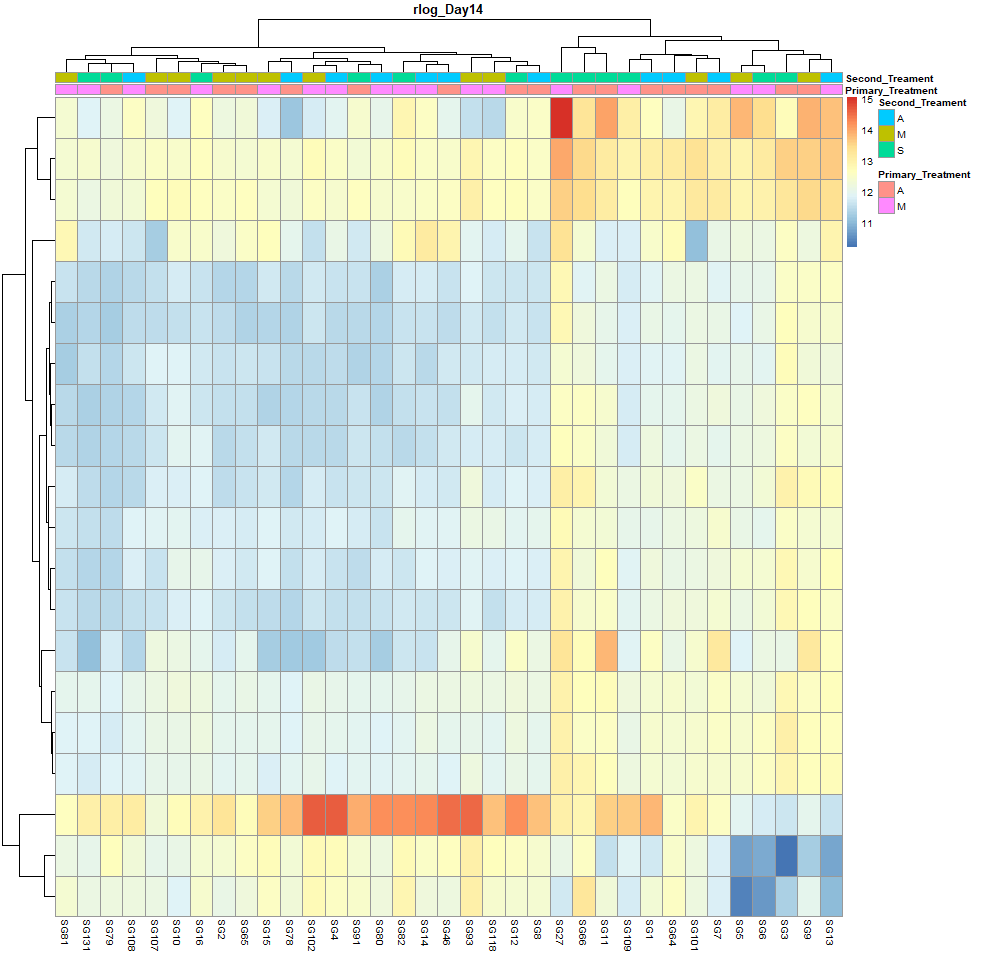 rlog_Day14
Second_Treament
Primary_Treatment
15
14
13
12
11
Second_Treament
A
M
S
Primary_Treatment
A
M
SG81 SG131 SG79 SG108 SG107 SG10 SG16 SG2 SG65 SG15 SG78 SG102 SG4 SG91 SG80 SG82 SG14 SG46 SG93 SG118 SG12 SG8 SG27 SG66 SG11 SG109 SG1 SG64 SG101 SG7 SG5 SG6 SG3 SG9 SG13